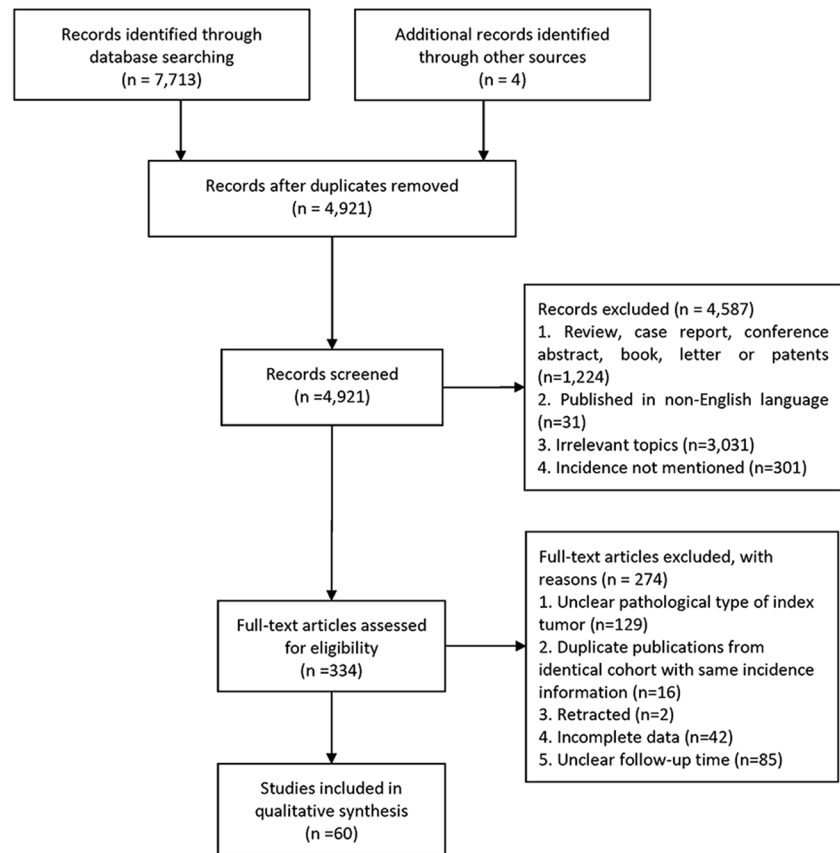 Records identified through
database searching
(n = 7,713)
Additional records identified
through other sources
(n = 4)
Records after duplicates removed
(n = 4,921)
Records screened
(n =4,921)
Records excluded (n = 4,587)
1. Review, case report, conference
abstract, book, letter or patents
(n=1,224)
2. Published in non-English language
(n=31)
3. Irrelevant topics (n=3,031)
4. Incidence not mentioned (n=301)
Full-text articles assessed
for eligibility
(n =334)
Full-text articles excluded, with
reasons (n = 274)
1. Unclear pathological type of index
tumor (n=129)
2. Duplicate publications from
identical cohort with same incidence
information (n=16)
3. Retracted (n=2)
4. Incomplete data (n=42)
5. Unclear follow-up time (n=85)
Studies included in
qualitative synthesis
(n =60)